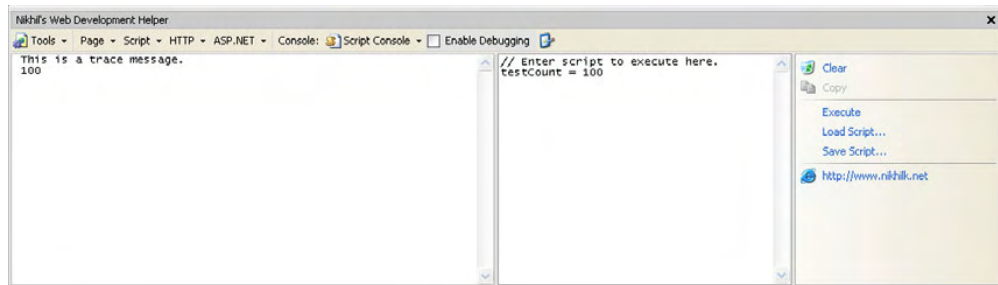 Nikhil's Web Development Helper
Tools Page Script HTTP ASP.NET Console: Script Console Enable Debugging
This is a trace message.
100
// Enter script to execute here.
testCount = 100
Clear
Copy
Execute
Load Script...
Save Script...
http://www.nikhilk.net